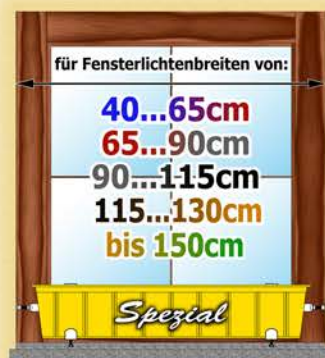 für Fensterlichtenbreiten von:
40...65cm
65...90cm
90...115cm
115...130cm
bis 150cm
Spezial